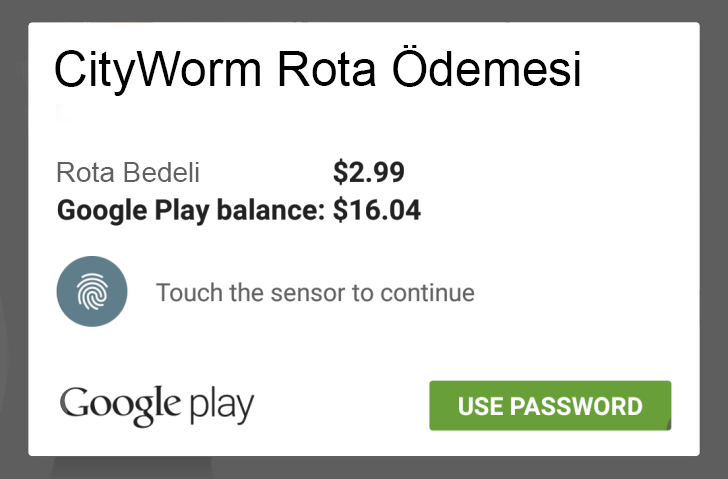 CityWorm Rota Ödemesi
Rota Bedeli $2.99
Google Play balance: $16.04
Touch the sensor to continue
Google play
USE PASSWORD